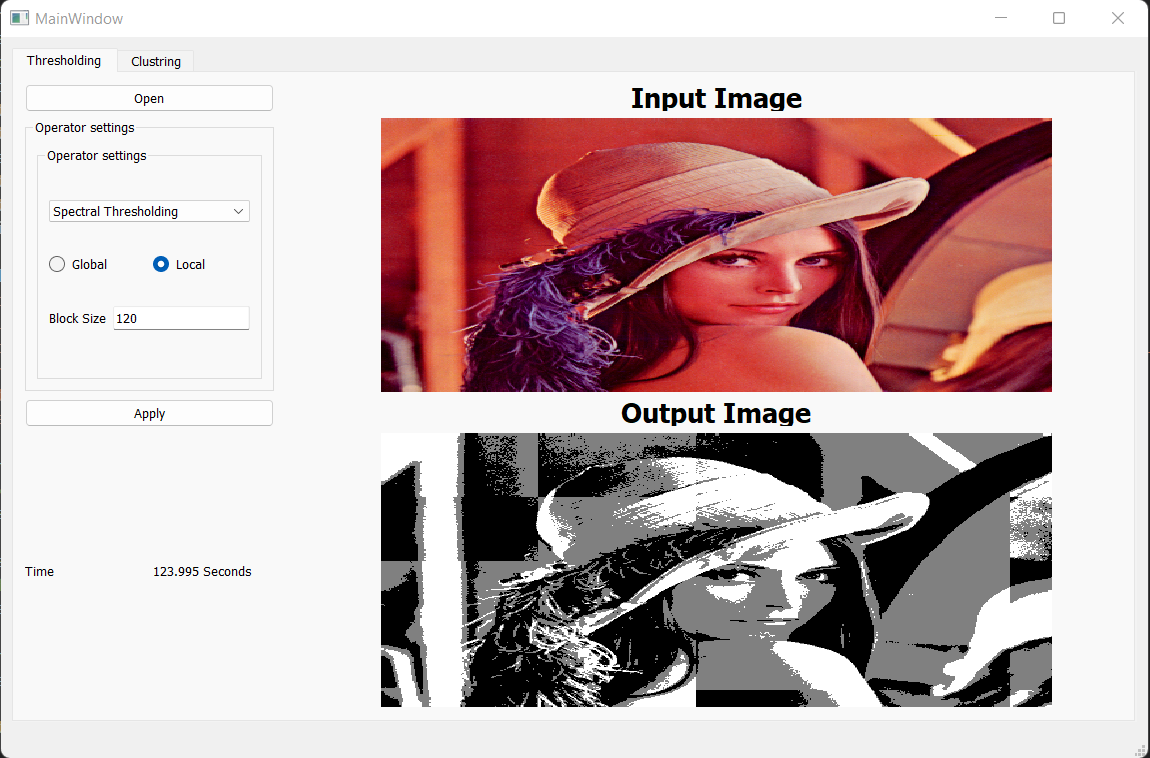 MainWindow
Thresholding
Clustring
Open
Operator settings
Operator settings
Spectral Thresholding
Global
Local
Block Size
120
Apply
Time
123.995 Seconds
Input Image
Output Image